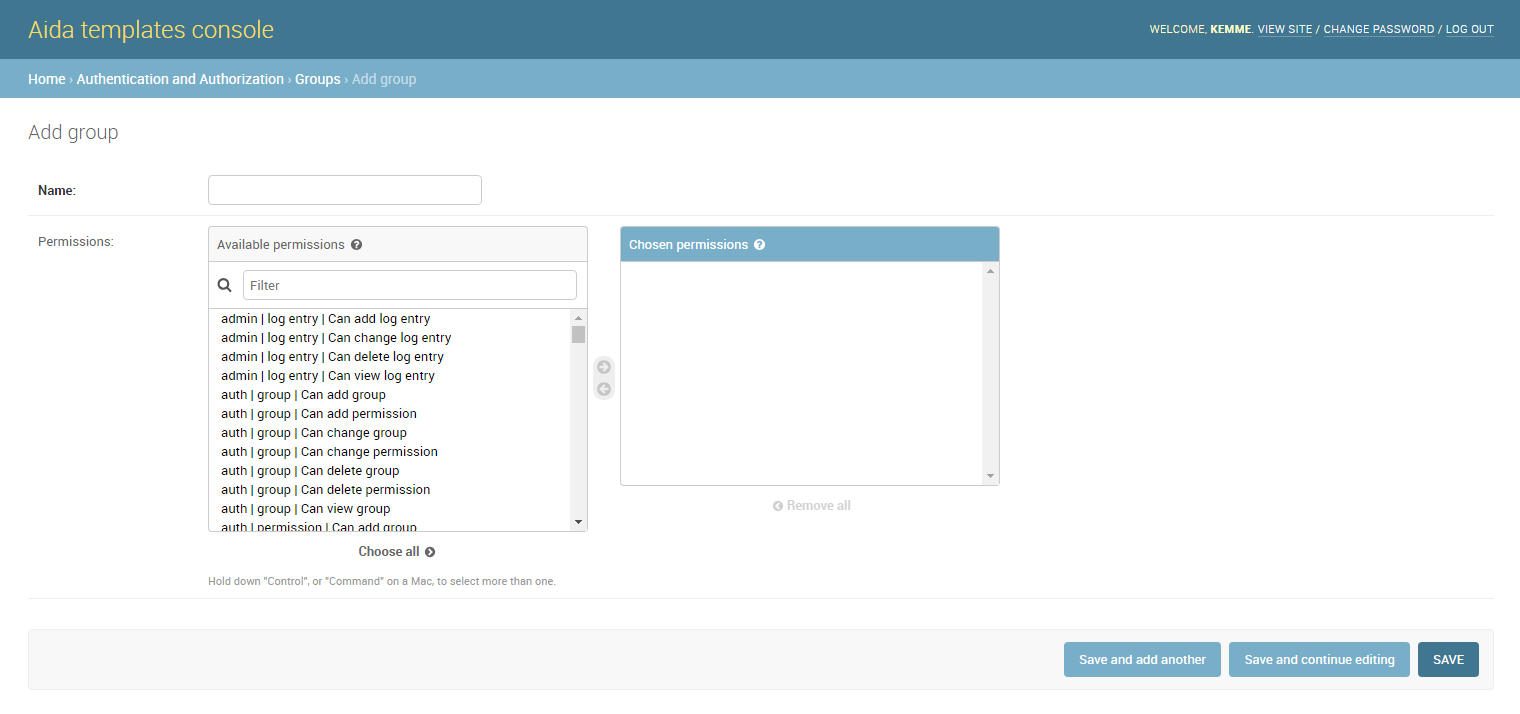 Aida templates console
WELCOME, KEMME. VIEW SITE / CHANGE PASSWORD / LOG OUT
Home › Authentication and Authorization › Groups › Add group
Add group
Name:
Permissions:
Available permissions ?
Filter
admin | log entry | Can add log entry
admin | log entry | Can change log entry
admin | log entry | Can delete log entry
admin | log entry | Can view log entry
auth | group | Can add group
auth | group | Can add permission
auth | group | Can change group
auth | group | Can change permission
auth | group | Can delete group
auth | group | Can delete permission
auth | group | Can view group
auth | permission | Can add group
Choose all
Hold down "Control", or "Command" on a Mac, to select more than one.
Chosen permissions ?
Remove all
Save and add another
Save and continue editing
SAVE